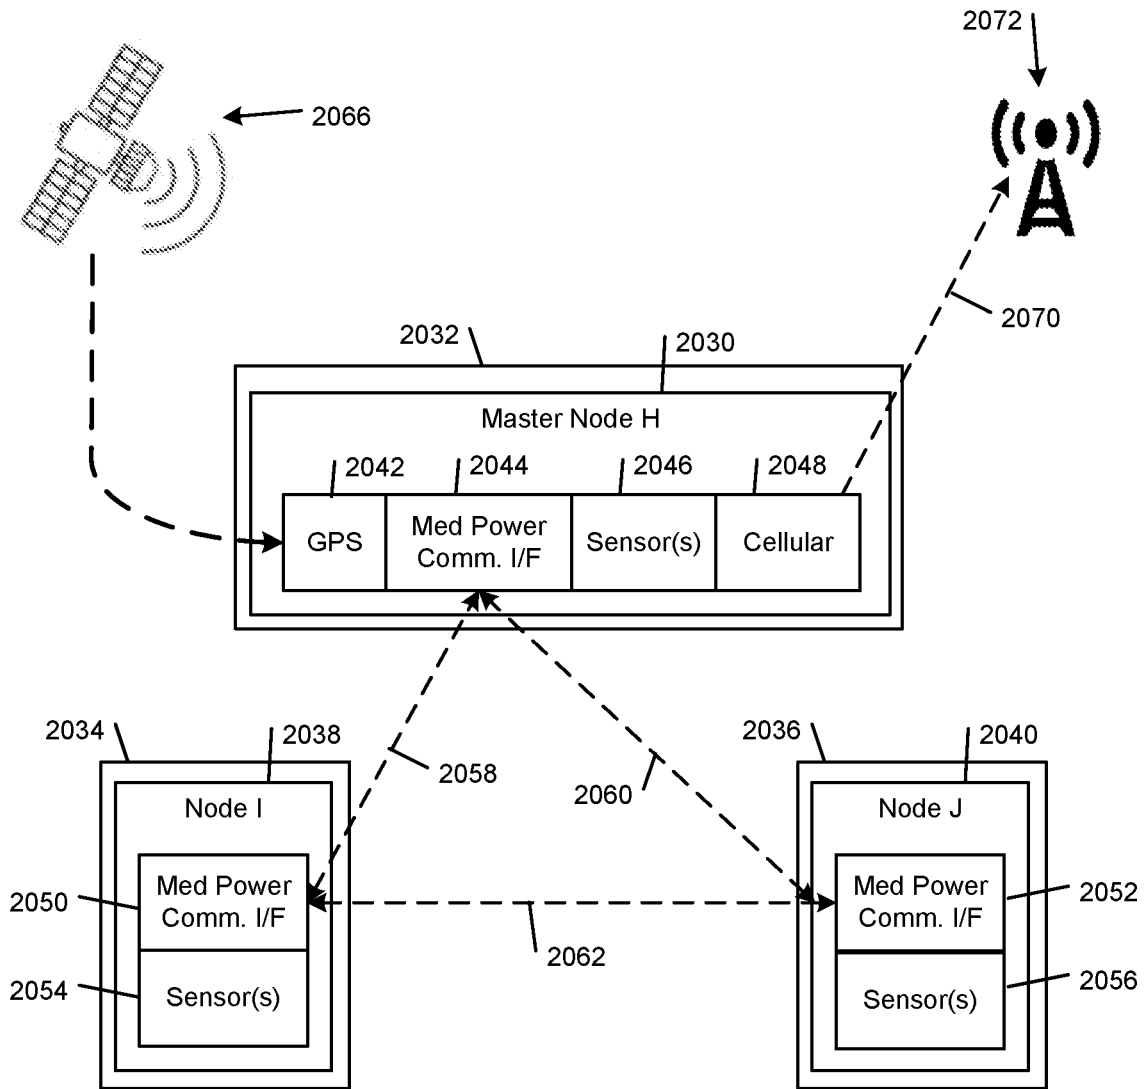 2072
2066
2070
2032
2030
Master Node H
2042
2044
2046
2048
GPS
Med Power
Comm. I/F
Sensor(s)
Cellular
2034
2038
2058
2060
2036
2040
Node I
Node J
2050
Med Power
Comm. I/F
Med Power
Comm. I/F
2052
2062
2054
Sensor(s)
Sensor(s)
2056